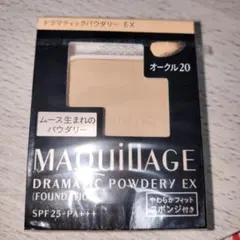 ドラマティックパウダリー EX
オークル20
ムース生まれの
パウダリー
MAQUillAGE
DRAMATIC POWDERY EX
(FOUNDATION)
やわらかフィット
スポンジ付き
SPF25・PA+++